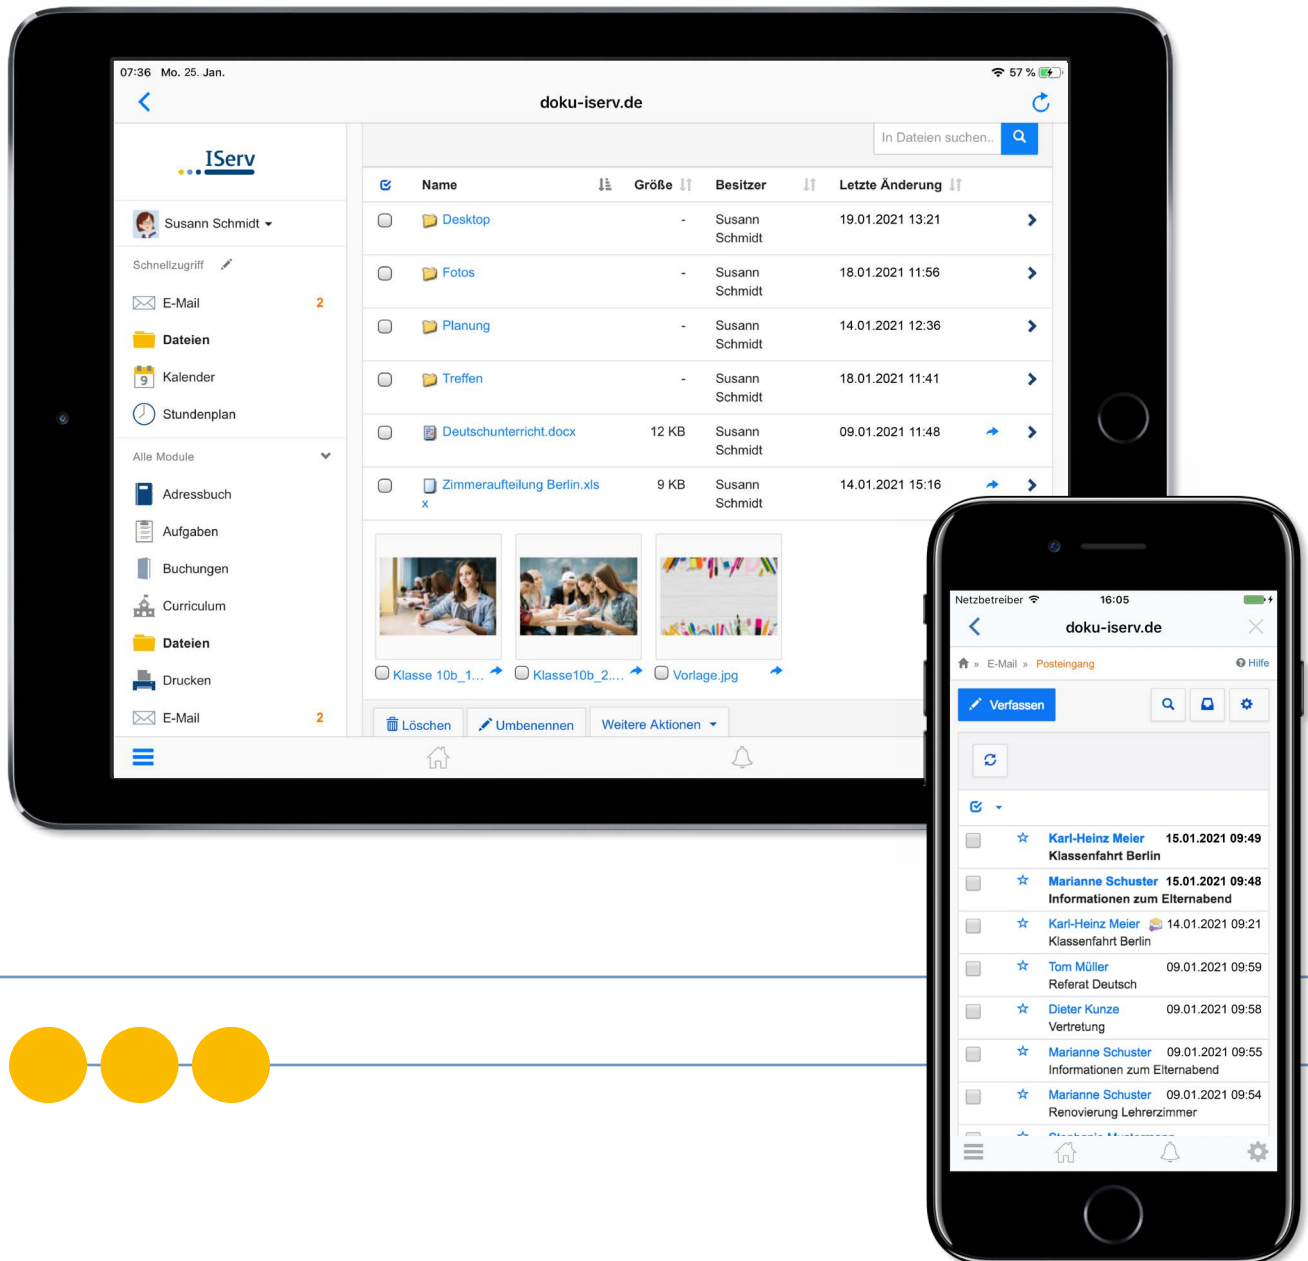 07:36 Mo. 25. Jan.
57 %
doku-iserv.de
In Dateien suchen..
IServ
Name Größe Besitzer Letzte Änderung
Susann Schmidt
Schnellzugriff
E-Mail 2
Dateien
Kalender
9
Stundenplan
Alle Module
Adressbuch
Aufgaben
Buchungen
Curriculum
Dateien
Drucken
E-Mail 2
Desktop - Susann 19.01.2021 13:21
Schmidt
Fotos - Susann 18.01.2021 11:56
Schmidt
Planung - Susann 14.01.2021 12:36
Schmidt
Treffen - Susann 18.01.2021 11:41
Schmidt
Deutschunterricht.docx 12 KB Susann 09.01.2021 11:48
Schmidt
Zimmeraufteilung Berlin.xls 9 KB Susann 14.01.2021 15:16
x Schmidt
Klasse 10b_1... Klasse10b_2.... Vorlage.jpg
Löschen Umbenennen Weitere Aktionen
Netzbetreiber 16:05
doku-iserv.de
» E-Mail » Posteingang Hilfe
Verfassen
Karl-Heinz Meier 15.01.2021 09:49
Klassenfahrt Berlin
Marianne Schuster 15.01.2021 09:48
Informationen zum Elternabend
Karl-Heinz Meier 14.01.2021 09:21
Klassenfahrt Berlin
Tom Müller 09.01.2021 09:59
Referat Deutsch
Dieter Kunze 09.01.2021 09:58
Vertretung
Marianne Schuster 09.01.2021 09:55
Informationen zum Elternabend
Marianne Schuster 09.01.2021 09:54
Renovierung Lehrerzimmer